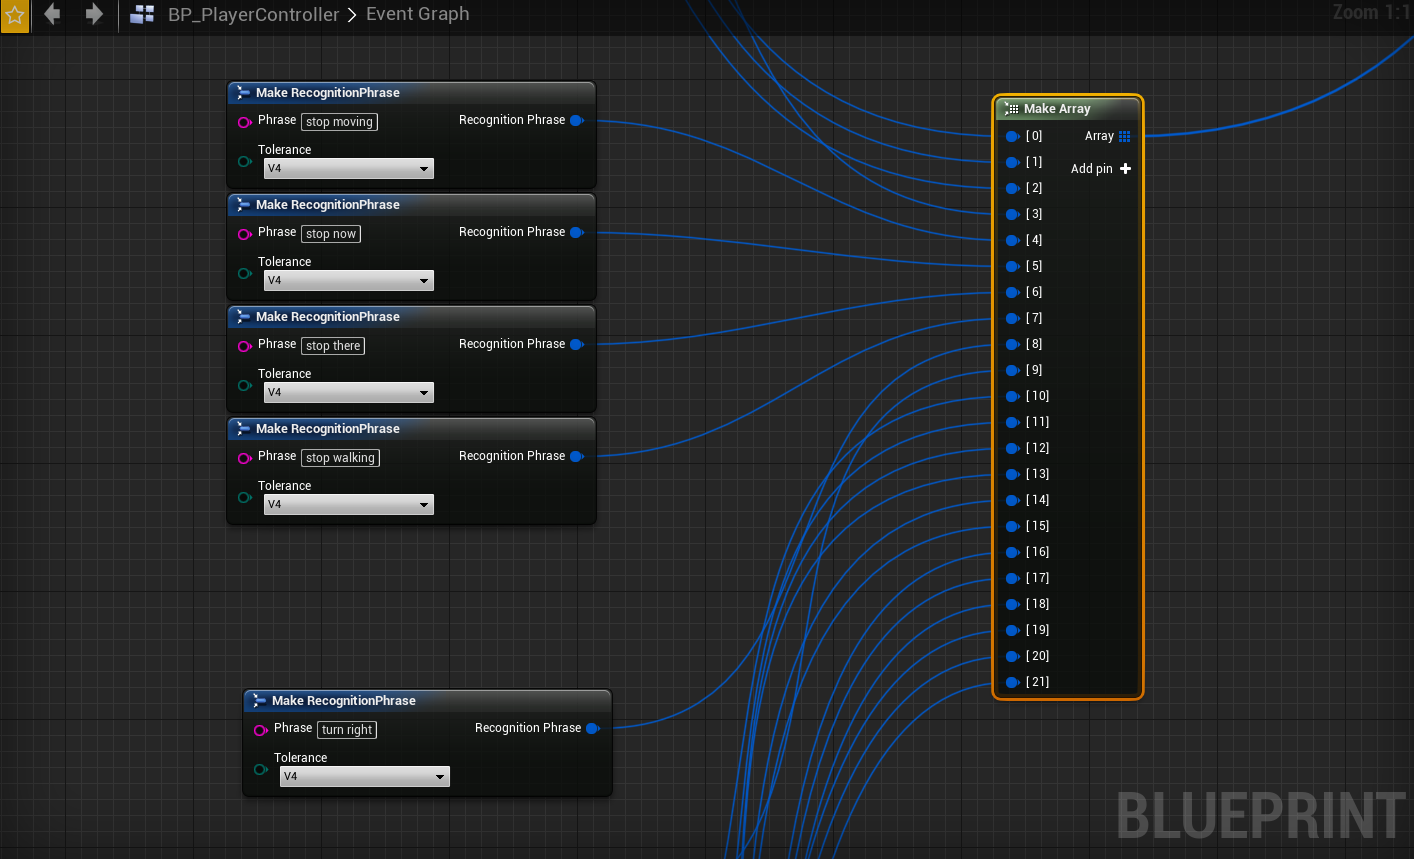 BP_PlayerController > Event Graph
Zoom 1:1
Make RecognitionPhrase
Phrase stop moving Recognition Phrase
Tolerance
V4
Make RecognitionPhrase
Phrase stop now Recognition Phrase
Tolerance
V4
Make RecognitionPhrase
Phrase stop there Recognition Phrase
Tolerance
V4
Make RecognitionPhrase
Phrase stop walking Recognition Phrase
Tolerance
V4
Make RecognitionPhrase
Phrase turn right Recognition Phrase
Tolerance
V4
Make Array
[0] Array
[1]
Add pin +
[2]
[3]
[4]
[5]
[6]
[7]
[8]
[9]
[10]
[11]
[12]
[13]
[14]
[15]
[16]
[17]
[18]
[19]
[20]
[21]
BLUEPRINT